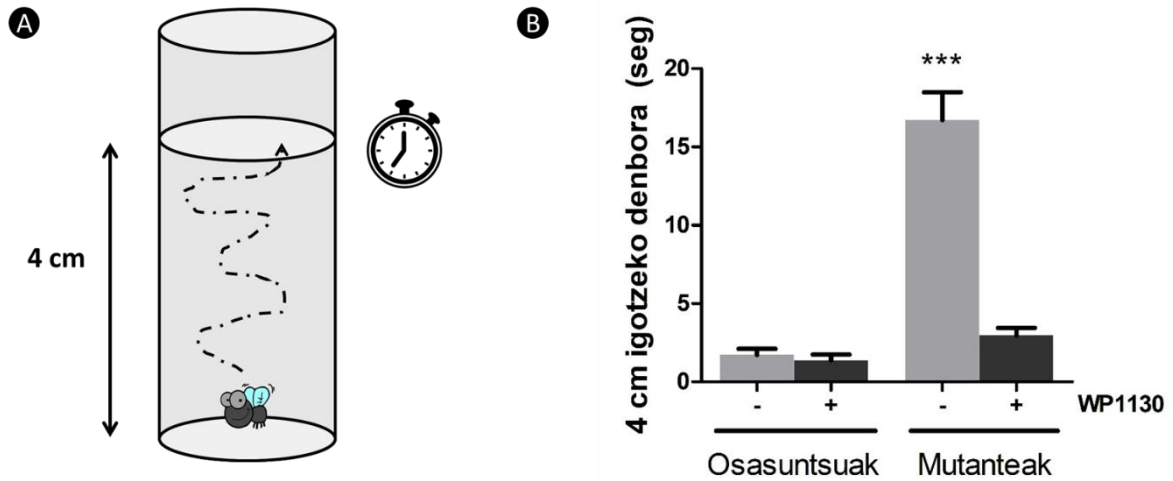 A
4 cm
B
4 cm igotzeko denbora (seg)
***
20
15
10
5
0
- + - + WP1130
Osasuntsuak Mutanteak